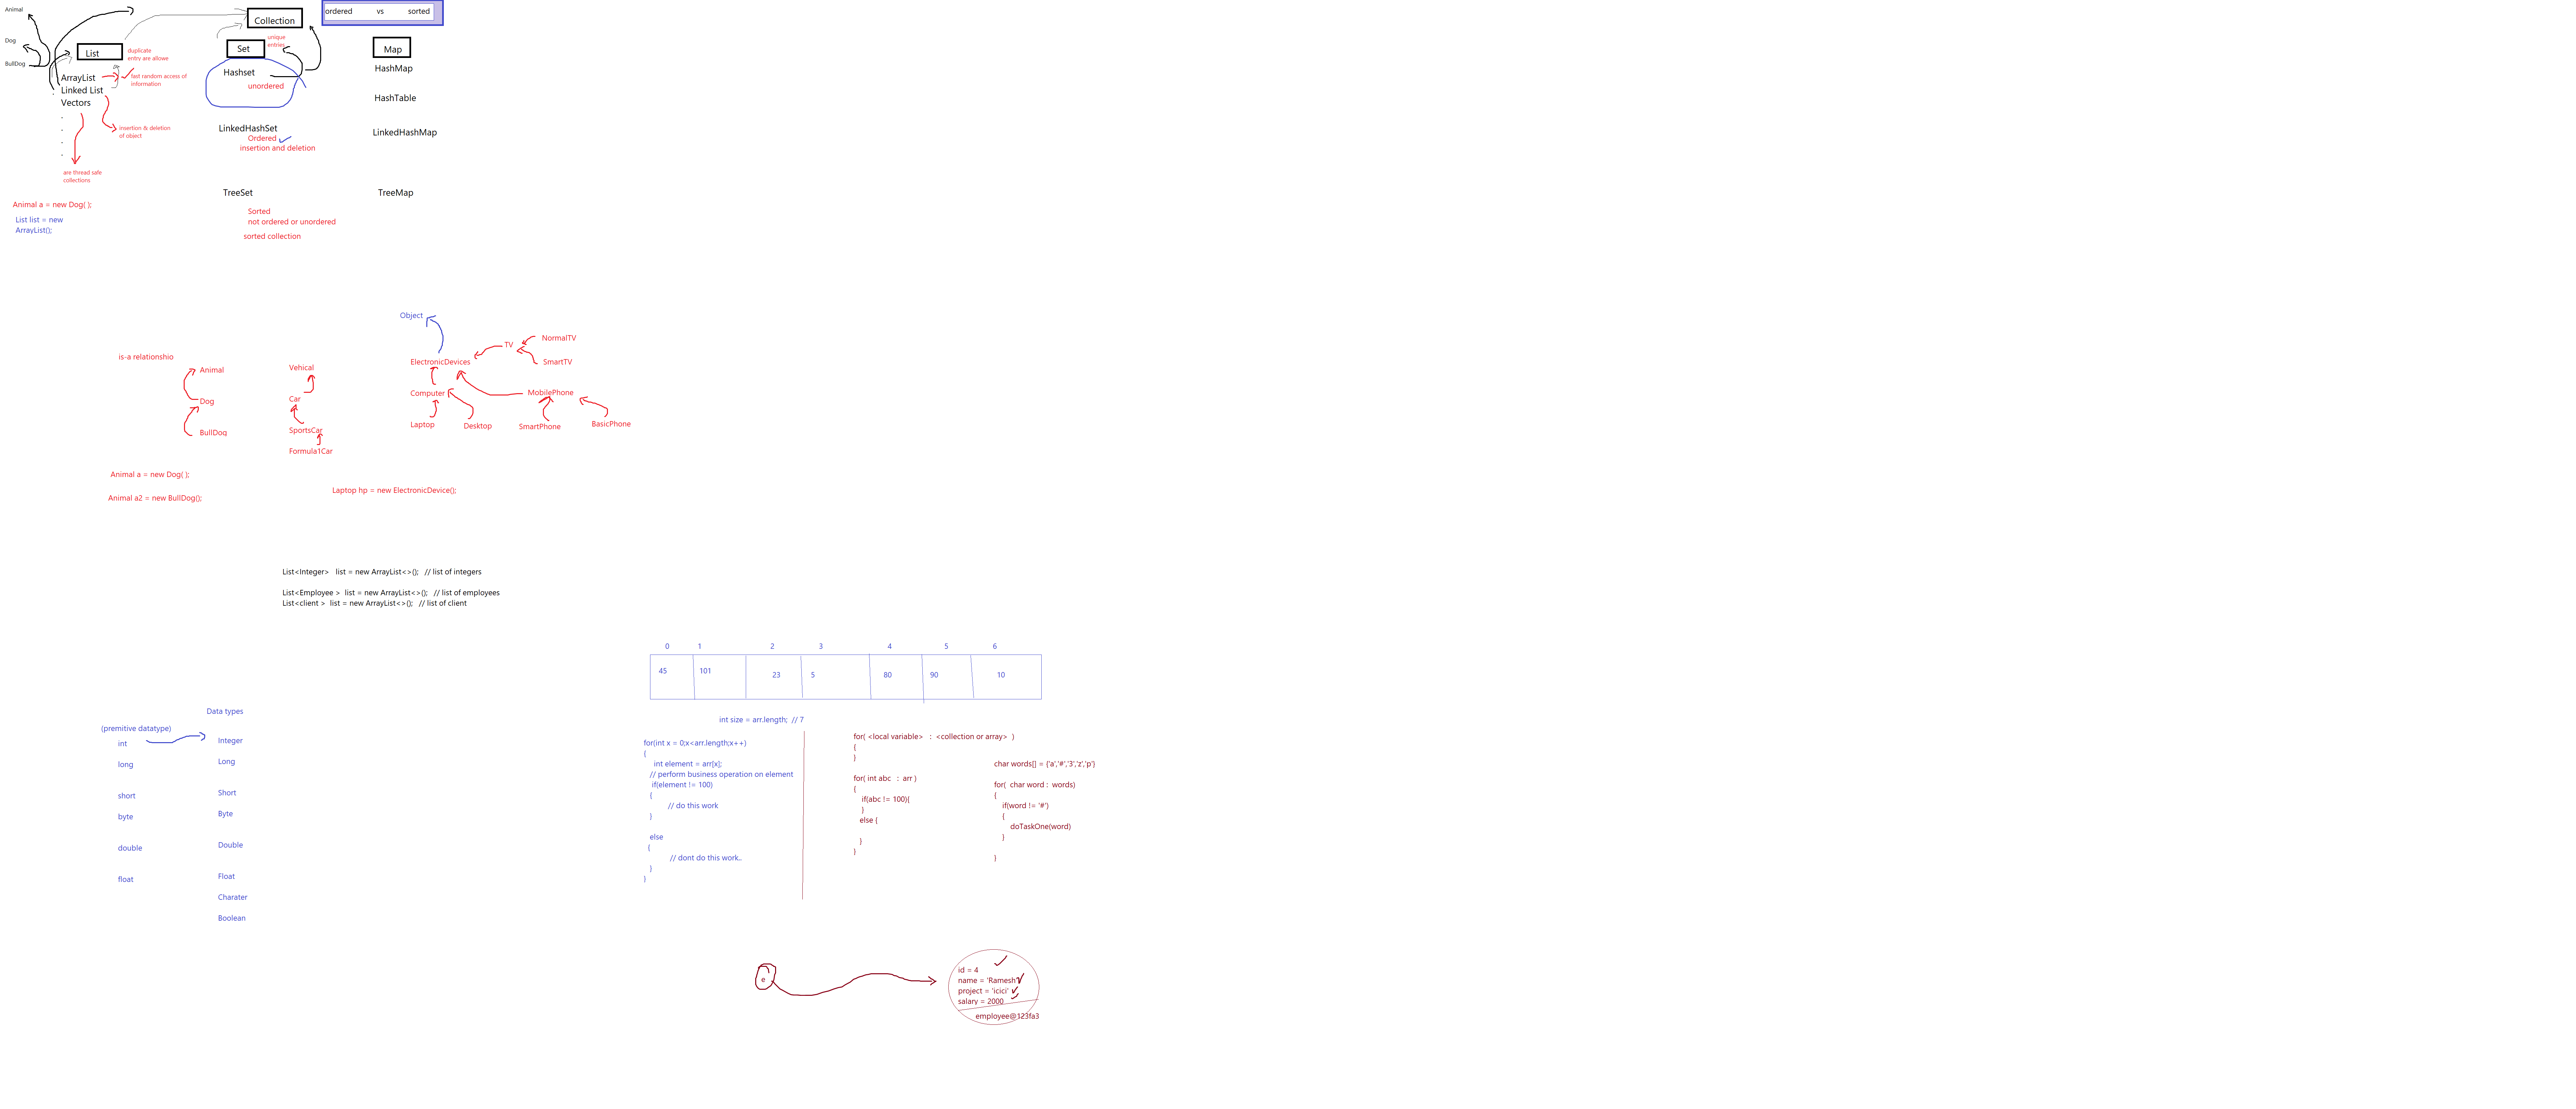 Animal
Dog
BullDog
Collection
ordered vs sorted
List
duplicate
entry are allowe
Set
unique
entries
Map
ArrayList
Linked List
Vectors
.
.
.
.
fast random access of
information
insertion & deletion
of object
are thread safe
collections
Hashset
unordered
LinkedHashSet
Ordered
insertion and deletion
TreeSet
Sorted
not ordered or unordered
sorted collection
HashMap
HashTable
LinkedHashMap
TreeMap
Animal a = new Dog( );
List list = new
ArrayList();
is-a relationshio
Animal
Dog
BullDog
Vehical
Car
SportsCar
Formula1Car
Object
ElectronicDevices
TV
NormalTV
SmartTV
Computer
MobilePhone
Laptop
Desktop
SmartPhone
BasicPhone
Animal a = new Dog( );
Animal a2 = new BullDog();
Laptop hp = new ElectronicDevice();
List<Integer> list = new ArrayList<>(); // list of integers
List<Employee > list = new ArrayList<>(); // list of employees
List<client > list = new ArrayList<>(); // list of client
0 1 2 3 4 5 6
45 101 23 5 80 90 10
int size = arr.length; // 7
Data types
(premitive datatype)
int
long
short
byte
double
float
Integer
Long
Short
Byte
Double
Float
Charater
Boolean
for(int x = 0;x<arr.length;x++)
{
int element = arr[x];
// perform business operation on element
if(element != 100)
{
// do this work
}
else
{
// dont do this work..
}
}
for( <local variable> : <collection or array> )
{
}
for( int abc : arr )
{
if(abc != 100){
}
else {
}
}
char words[] = {'a','#','3','z','p'}
for( char word : words)
{
if(word != '#')
{
doTaskOne(word)
}
}
e
id = 4
name = 'Ramesh'
project = 'icici'
salary = 2000
employee@123fa3